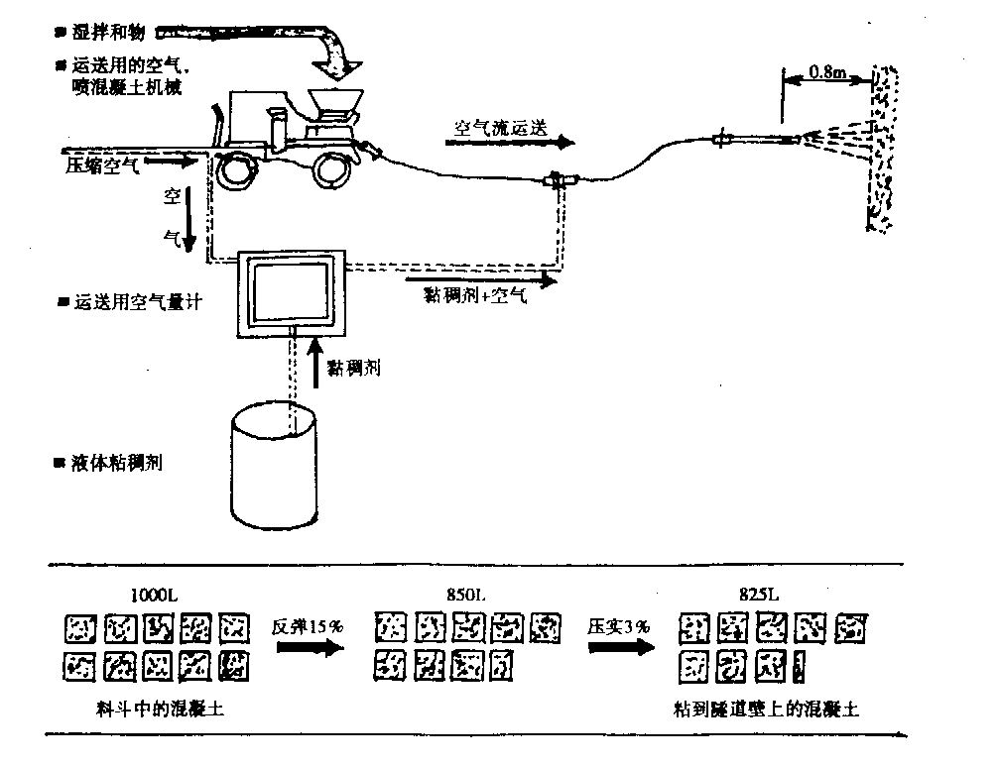 ■ 湿拌和物
■ 运送用的空气,
喷混凝土机械
0.8m
空气流运送
压缩空气
空
气
■ 运送用空气量计
黏稠剂+空气
黏稠剂
■ 液体粘稠剂
1000L
850L
825L
反弹15%
压实3%
料斗中的混凝土
粘到隧道壁上的混凝土